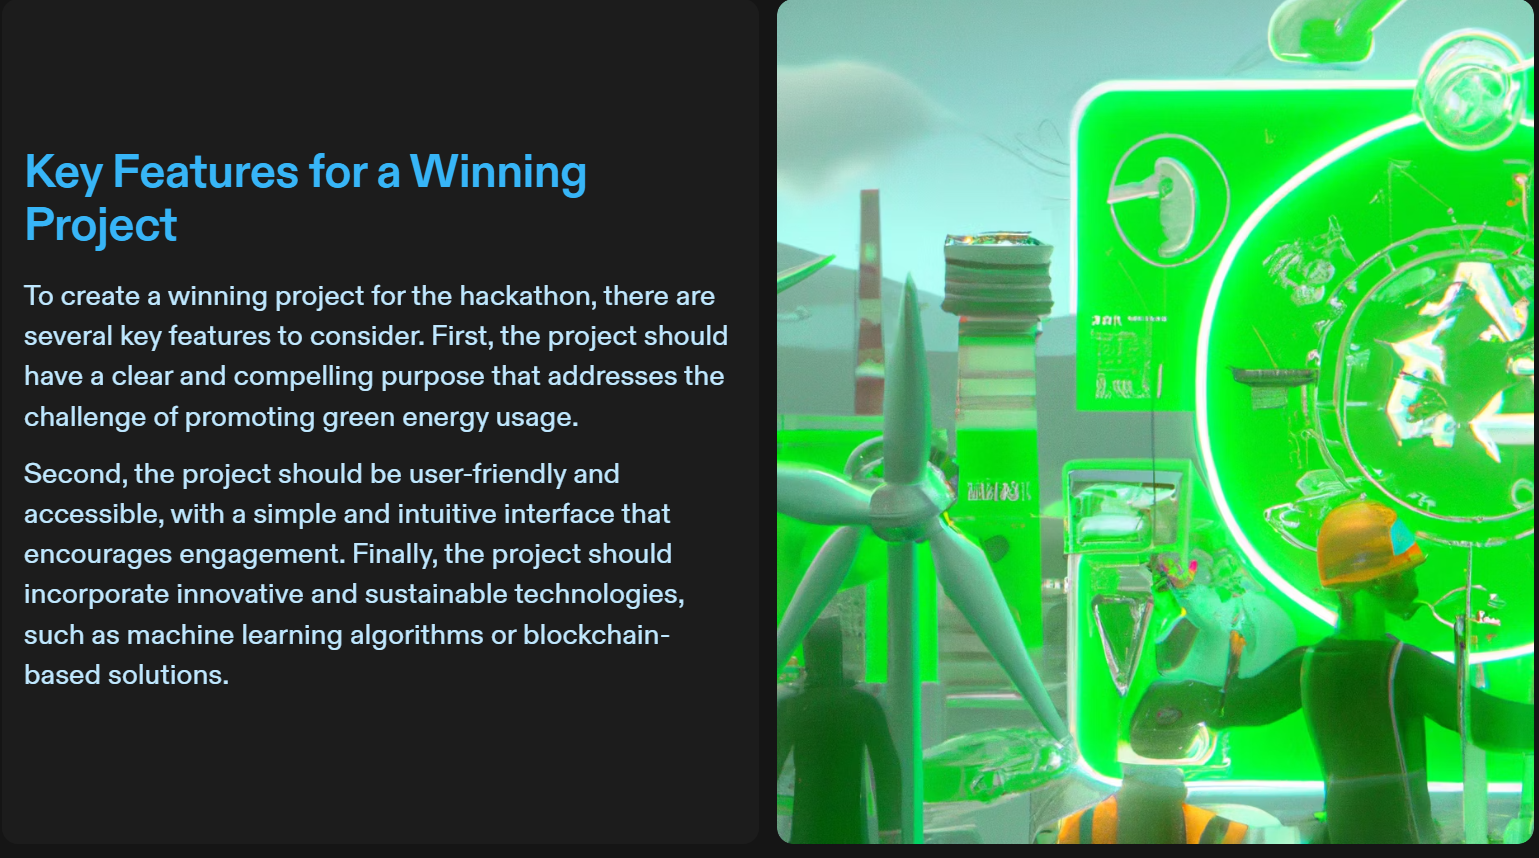 Key Features for a Winning
Project
To create a winning project for the hackathon, there are
several key features to consider. First, the project should
have a clear and compelling purpose that addresses the
challenge of promoting green energy usage.
Second, the project should be user-friendly and
accessible, with a simple and intuitive interface that
encourages engagement. Finally, the project should
incorporate innovative and sustainable technologies,
such as machine learning algorithms or blockchain-
based solutions.